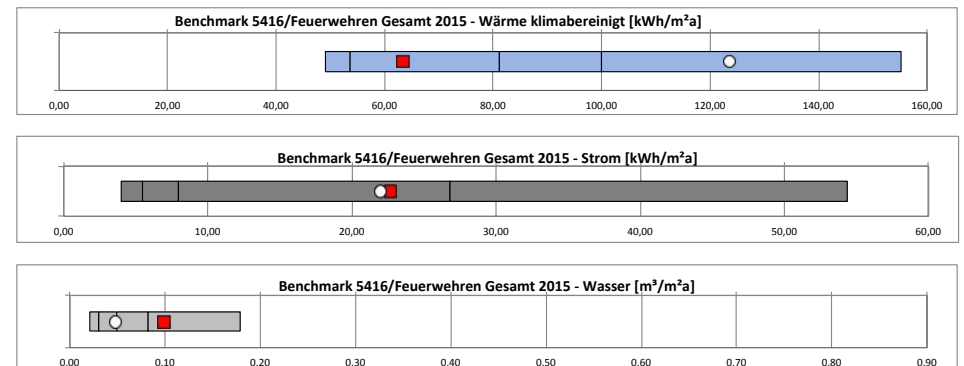 Benchmark 5416/Feuerwehren Gesamt 2015 - Wärme klimabereinigt [kWh/m²a]
0,00 20,00 40,00 60,00 80,00 100,00 120,00 140,00 160,00
Benchmark 5416/Feuerwehren Gesamt 2015 - Strom [kWh/m²a]
0,00 10,00 20,00 30,00 40,00 50,00 60,00
Benchmark 5416/Feuerwehren Gesamt 2015 - Wasser [m³/m²a]
0,00 0,10 0,20 0,30 0,40 0,50 0,60 0,70 0,80 0,90